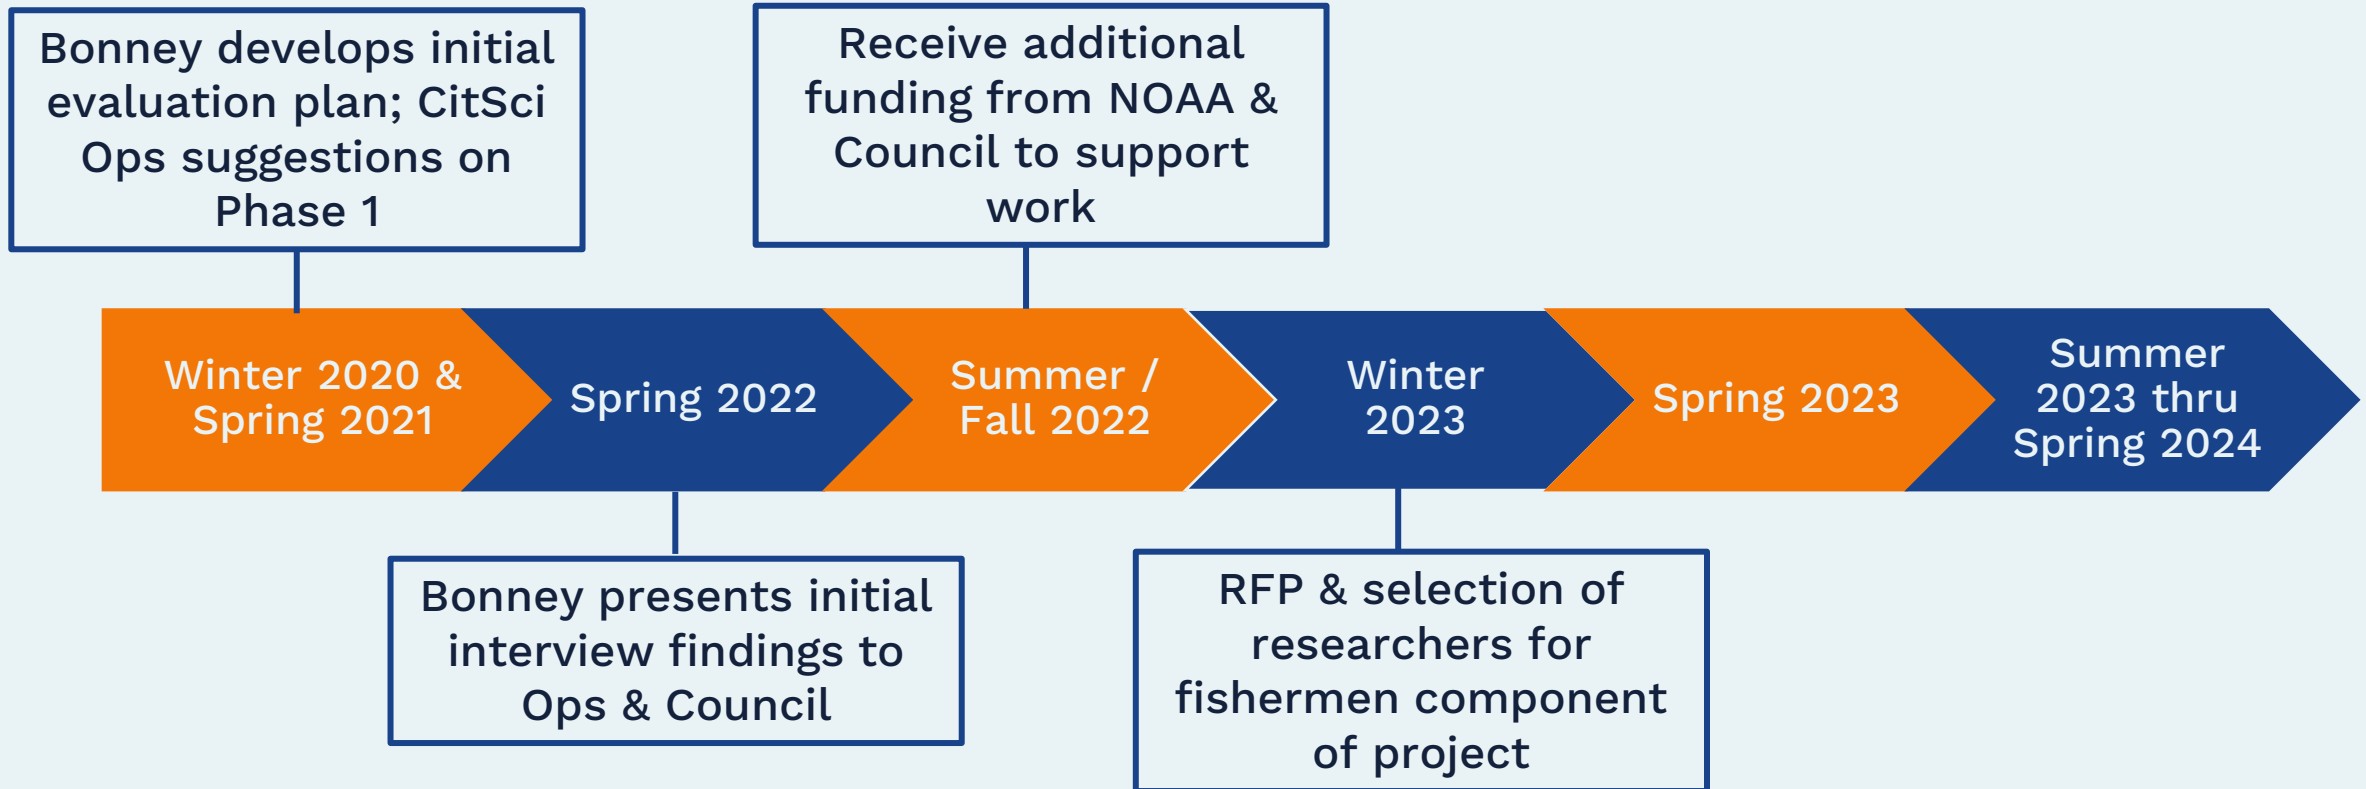 Bonney develops initial
evaluation plan; CitSci
Ops suggestions on
Phase 1
Receive additional
funding from NOAA &
Council to support
work
Winter 2020 &
Spring 2021
Spring 2022
Summer /
Fall 2022
Winter
2023
Spring 2023
Summer
2023 thru
Spring 2024
Bonney presents initial
interview findings to
Ops & Council
RFP & selection of
researchers for
fishermen component
of project